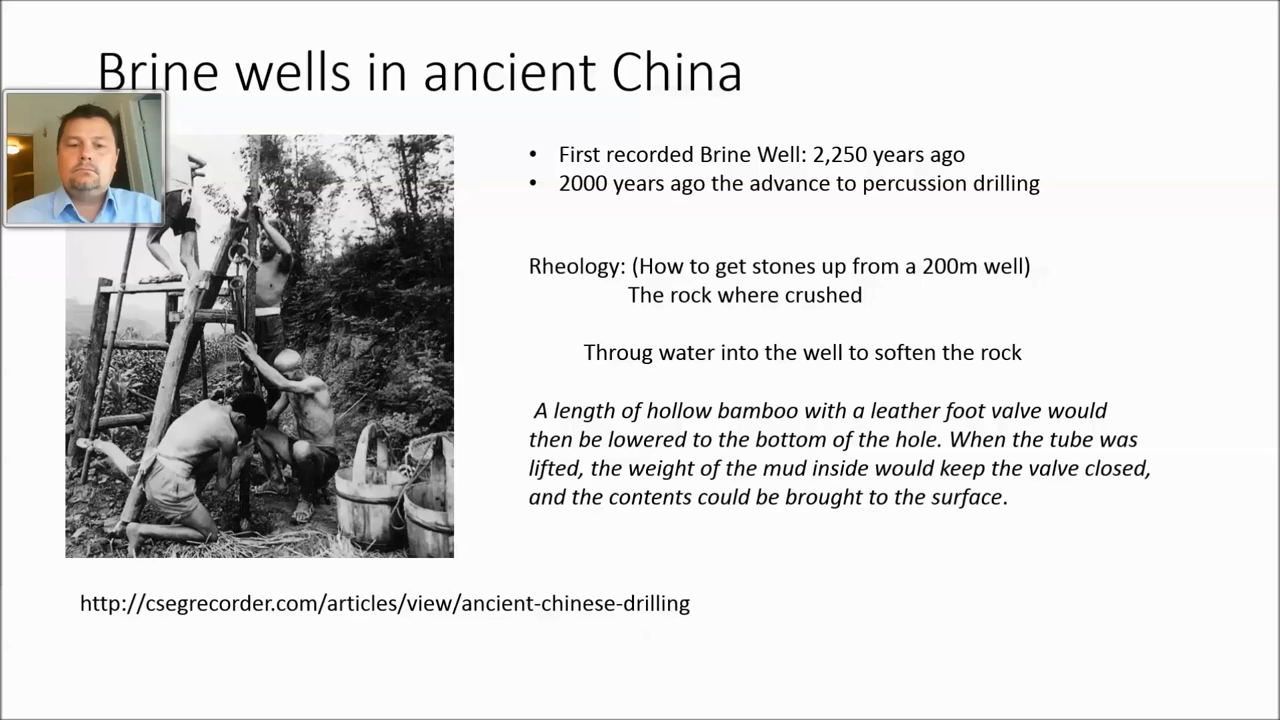 Brine wells in ancient China
• First recorded Brine Well: 2,250 years ago
• 2000 years ago the advance to percussion drilling
Rheology: (How to get stones up from a 200m well)
The rock where crushed
Throug water into the well to soften the rock
A length of hollow bamboo with a leather foot valve would
then be lowered to the bottom of the hole. When the tube was
lifted, the weight of the mud inside would keep the valve closed,
and the contents could be brought to the surface.
http://csegrecorder.com/articles/view/ancient-chinese-drilling